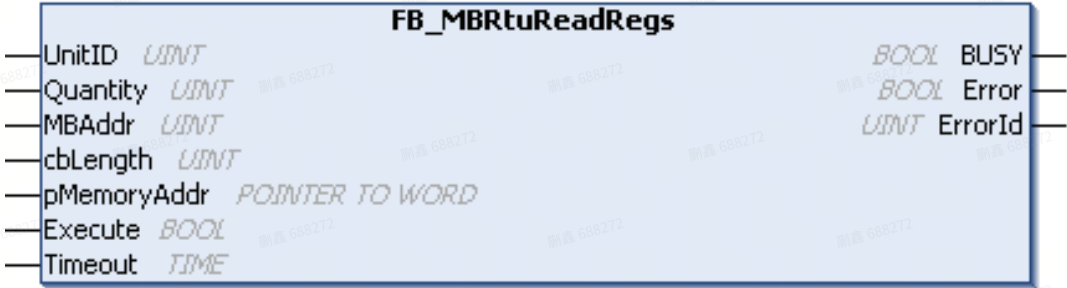 FB_MBRtuReadRegs
UnitID UINT BOOL BUSY
Quantity UINT BOOL Error
MBAddr UINT UINT ErrorId
cbLength UINT
pMemoryAddr POINTER TO WORD
Execute BOOL
Timeout TIME